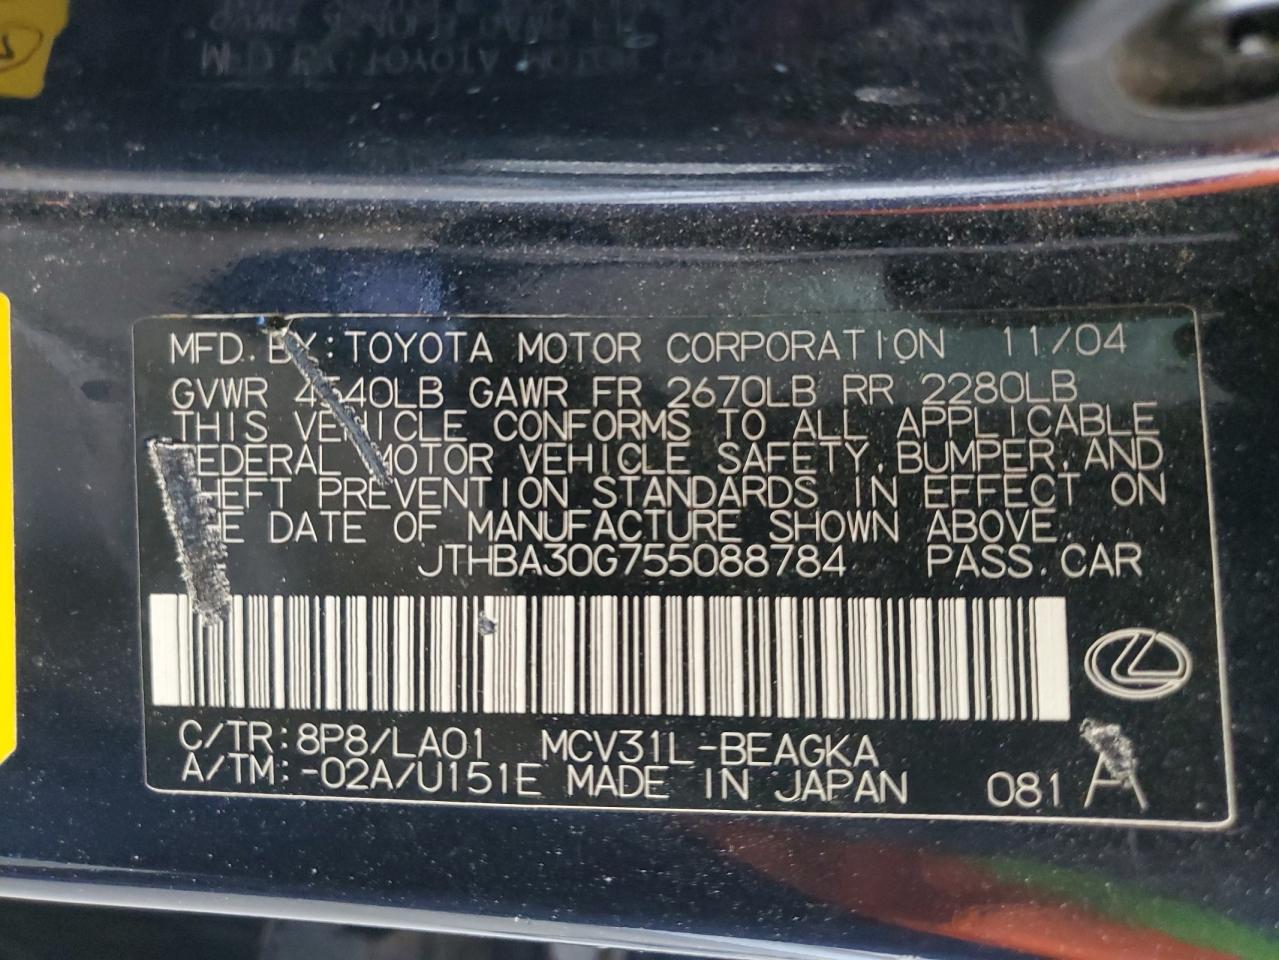 MFD. BY: TOYOTA MOTOR CORPORATION 11/04
GVWR 4540LB GAWR FR 2670LB RR 2280LB
THIS VEHICLE CONFORMS TO ALL APPLICABLE
FEDERAL MOTOR VEHICLE SAFETY, BUMPER, AND
THEFT PREVENTION STANDARDS IN EFFECT ON
THE DATE OF MANUFACTURE SHOWN ABOVE.
JTHBA30G755088784 PASS. CAR
C/TR: 8P8/LA01 MCV31L-BEAGKA
A/TM: -02A/U151E MADE IN JAPAN 081 A